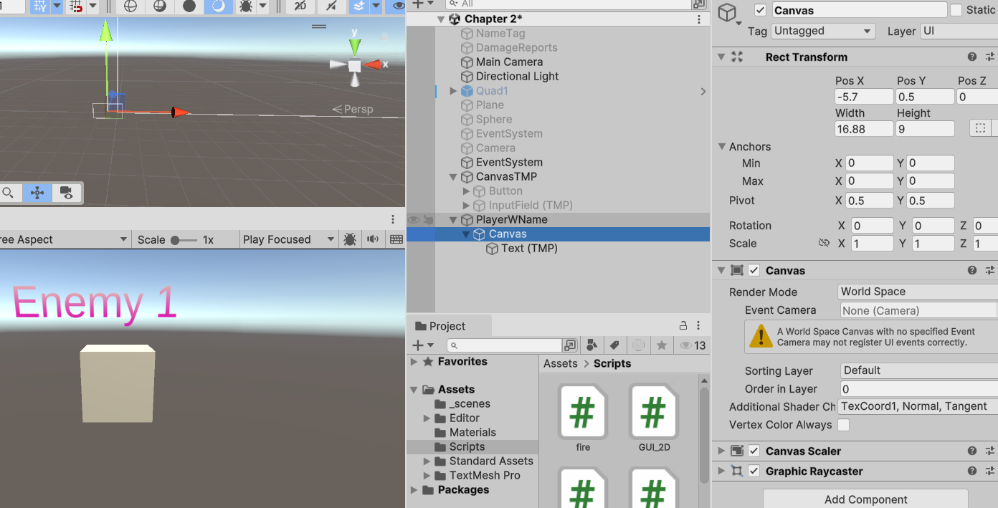 y
x
Persp
ree Aspect
Scale
1x
Play Focused
Enemy 1
All
Chapter 2*
NameTag
DamageReports
Main Camera
Directional Light
Quad1
Plane
Sphere
EventSystem
Camera
EventSystem
CanvasTMP
Button
InputField (TMP)
PlayerWName
Canvas
Text (TMP)
Project
13
Favorites
Assets
_scenes
Editor
Materials
Scripts
Standard Assets
TextMesh Pro
Packages
Assets > Scripts
# #
fire GUI_2D
# #
Canvas Static
Tag Untagged Layer UI
Rect Transform
Pos X Pos Y Pos Z
-5.7 0.5 0
Width Height
16.88 9
Anchors
Min X 0 Y 0
Max X 0 Y 0
Pivot X 0.5 Y 0.5
Rotation X 0 Y 0 Z 0
Scale X 1 Y 1 Z 1
Canvas
Render Mode World Space
Event Camera None (Camera)
A World Space Canvas with no specified Event
Camera may not register UI events correctly.
Sorting Layer Default
Order in Layer 0
Additional Shader Ch TexCoord1, Normal, Tangent
Vertex Color Always
Canvas Scaler
Graphic Raycaster
Add Component